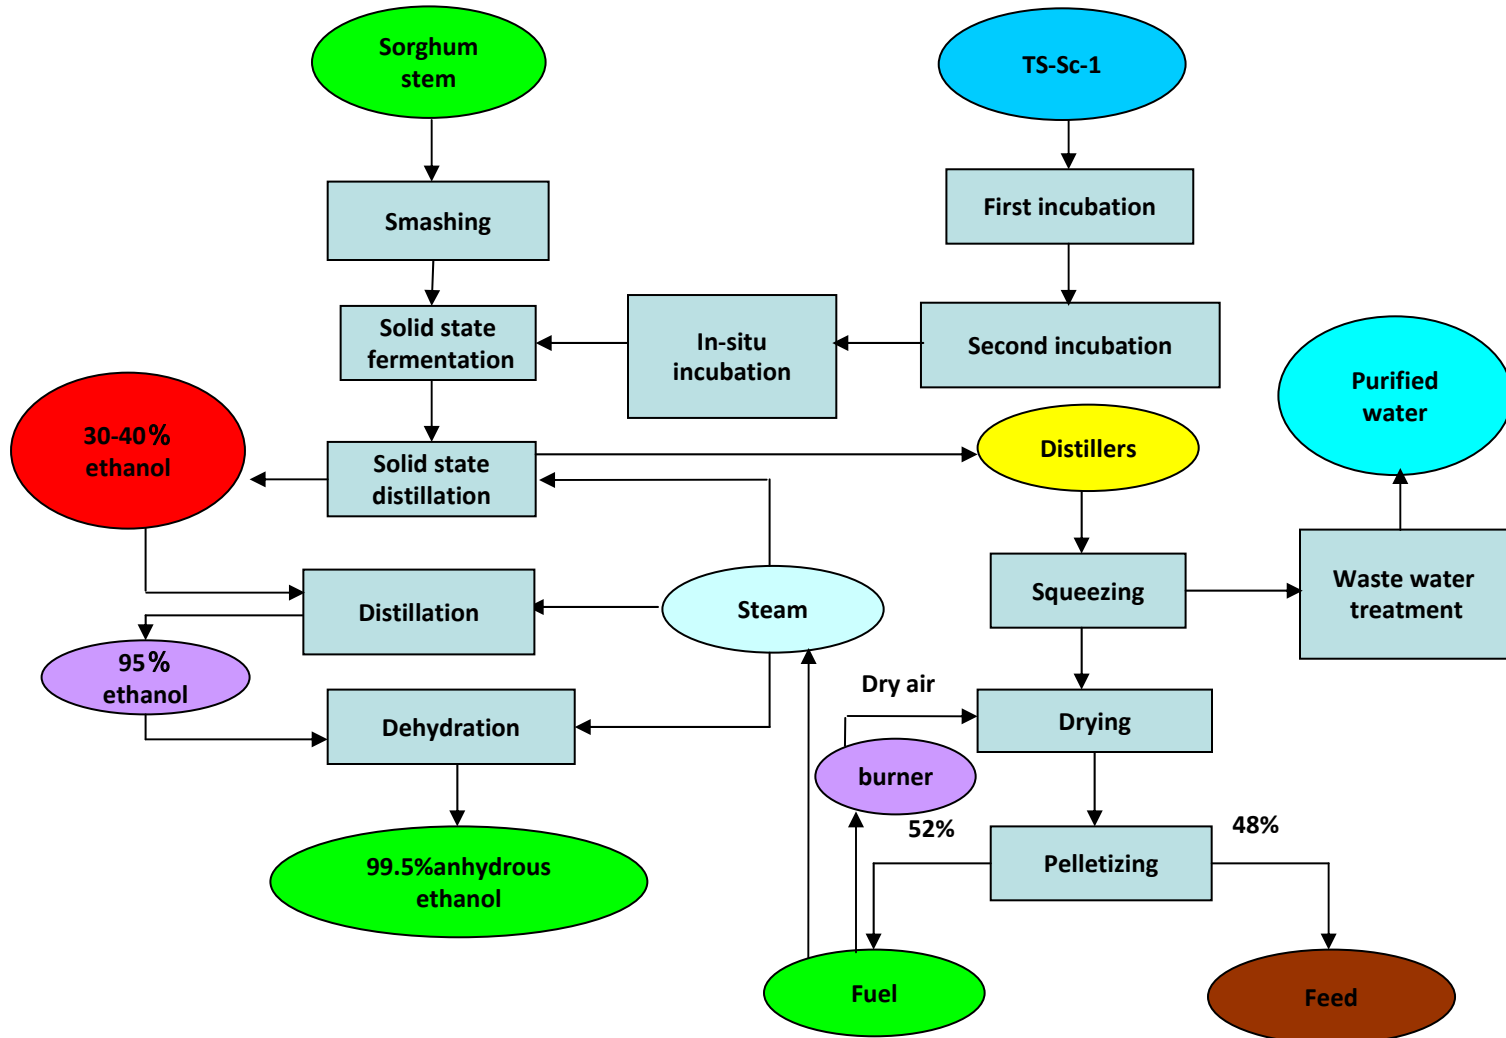 Sorghum
stem
TS-Sc-1
Smashing
First incubation
Solid state
fermentation
In-situ
incubation
Second incubation
Purified
water
30-40%
ethanol
Solid state
distillation
Distillers
Distillation
Steam
Squeezing
Waste water
treatment
95%
ethanol
Dry air
Dehydration
Drying
burner
52%
48%
Pelletizing
99.5%anhydrous
ethanol
Fuel
Feed